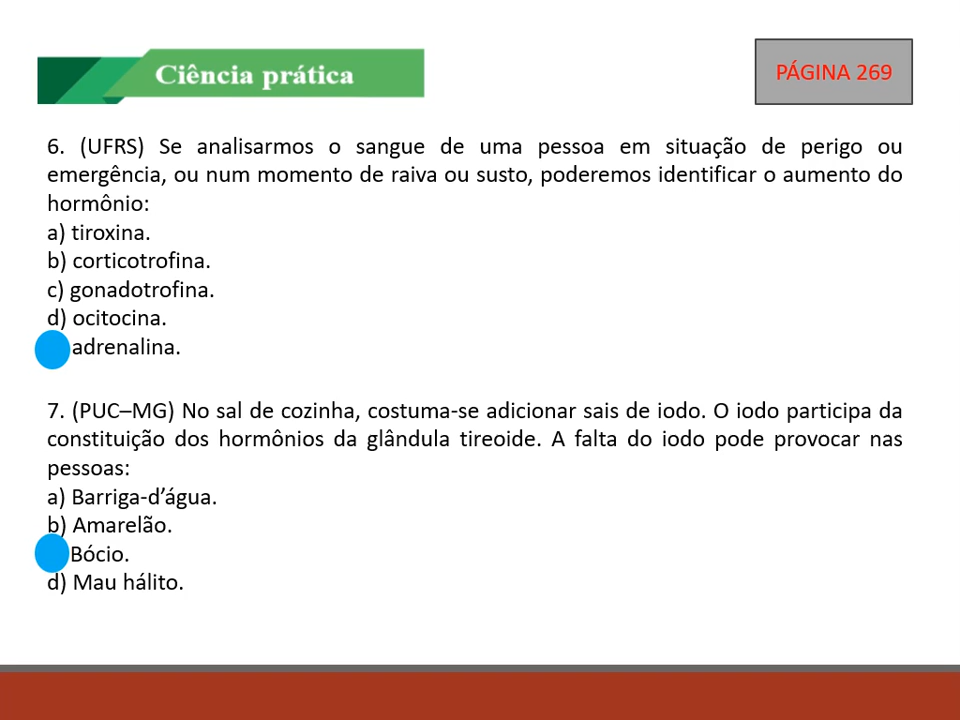 Ciência prática
PÁGINA 269
6. (UFRS) Se analisarmos o sangue de uma pessoa em situação de perigo ou
emergência, ou num momento de raiva ou susto, poderemos identificar o aumento do
hormônio:
a) tiroxina.
b) corticotrofina.
c) gonadotrofina.
d) ocitocina.
adrenalina.
7. (PUC–MG) No sal de cozinha, costuma-se adicionar sais de iodo. O iodo participa da
constituição dos hormônios da glândula tireoide. A falta do iodo pode provocar nas
pessoas:
a) Barriga-d’água.
b) Amarelão.
Bócio.
d) Mau hálito.